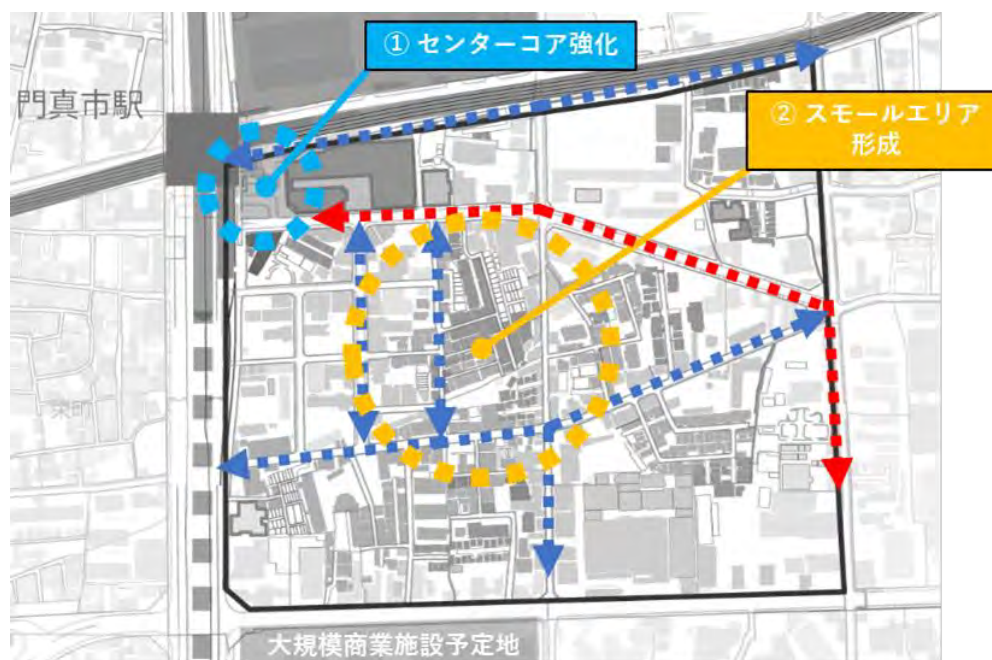 ① センターコア強化
門真市駅
② スモールエリア
形成
大規模商業施設予定地